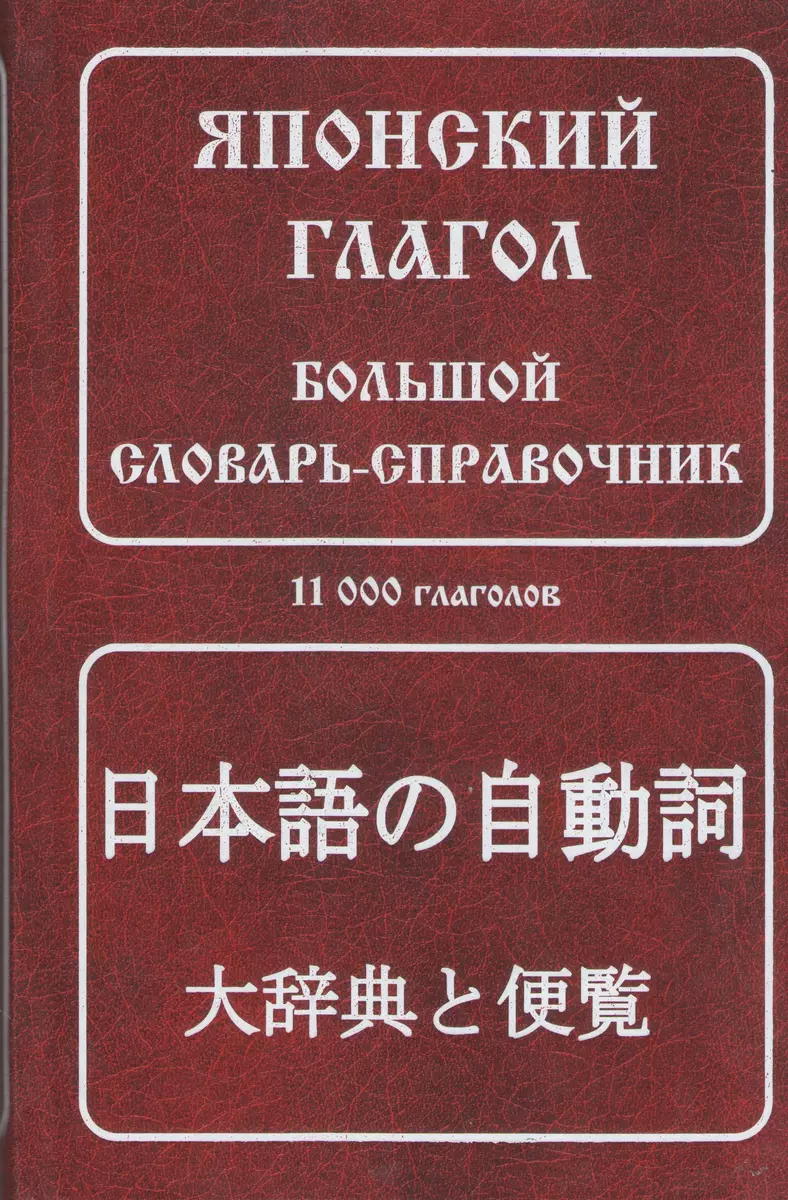 ЯПОНСКИЙ
ГЛАГОЛ
БОЛЬШОЙ
СЛОВАРЬ-СПРАВОЧНИК
11 000 глаголов
日本語の自動詞
大辞典と便覧